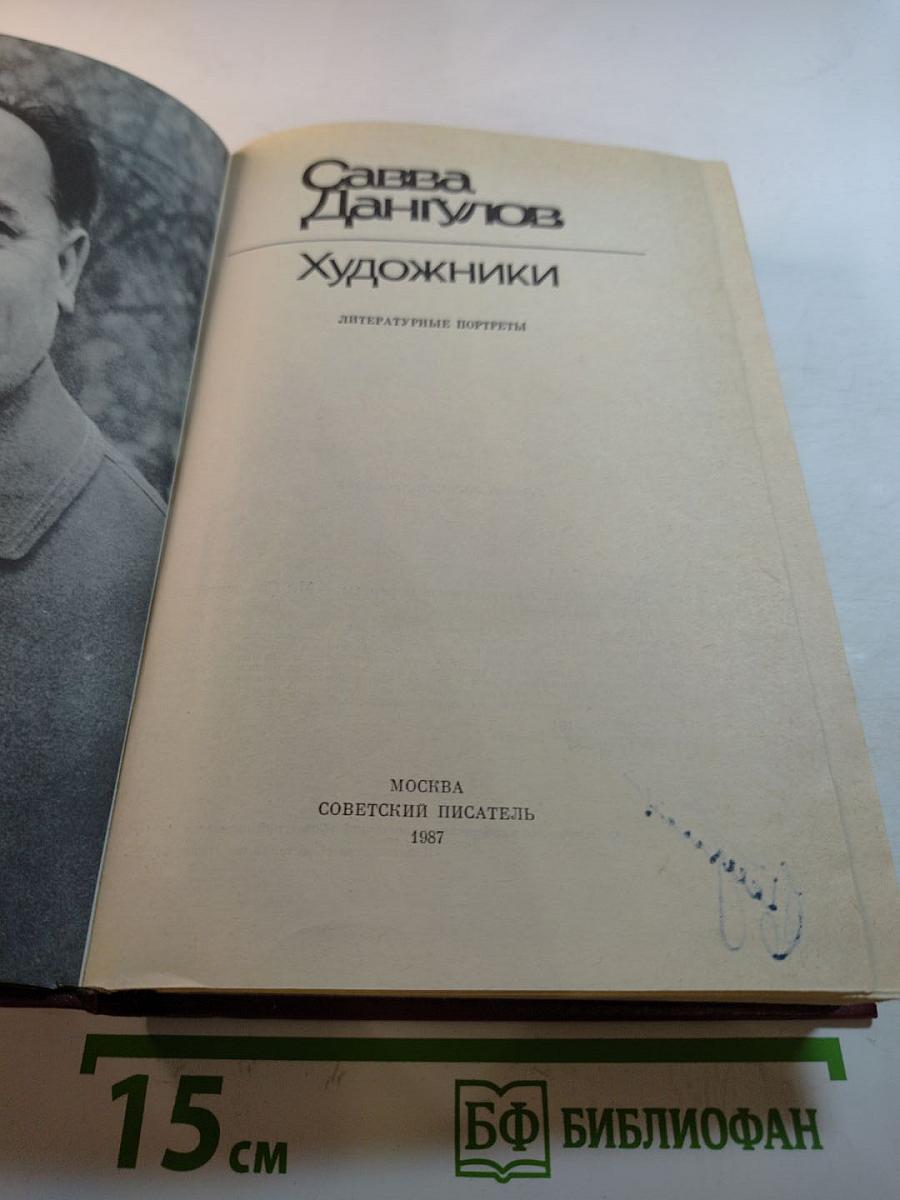 Савва
Дангулов
Художники
ЛИТЕРАТУРНЫЕ ПОРТРЕТЫ
МОСКВА
СОВЕТСКИЙ ПИСАТЕЛЬ
1987
15 см
БФ БИБЛИОФАН